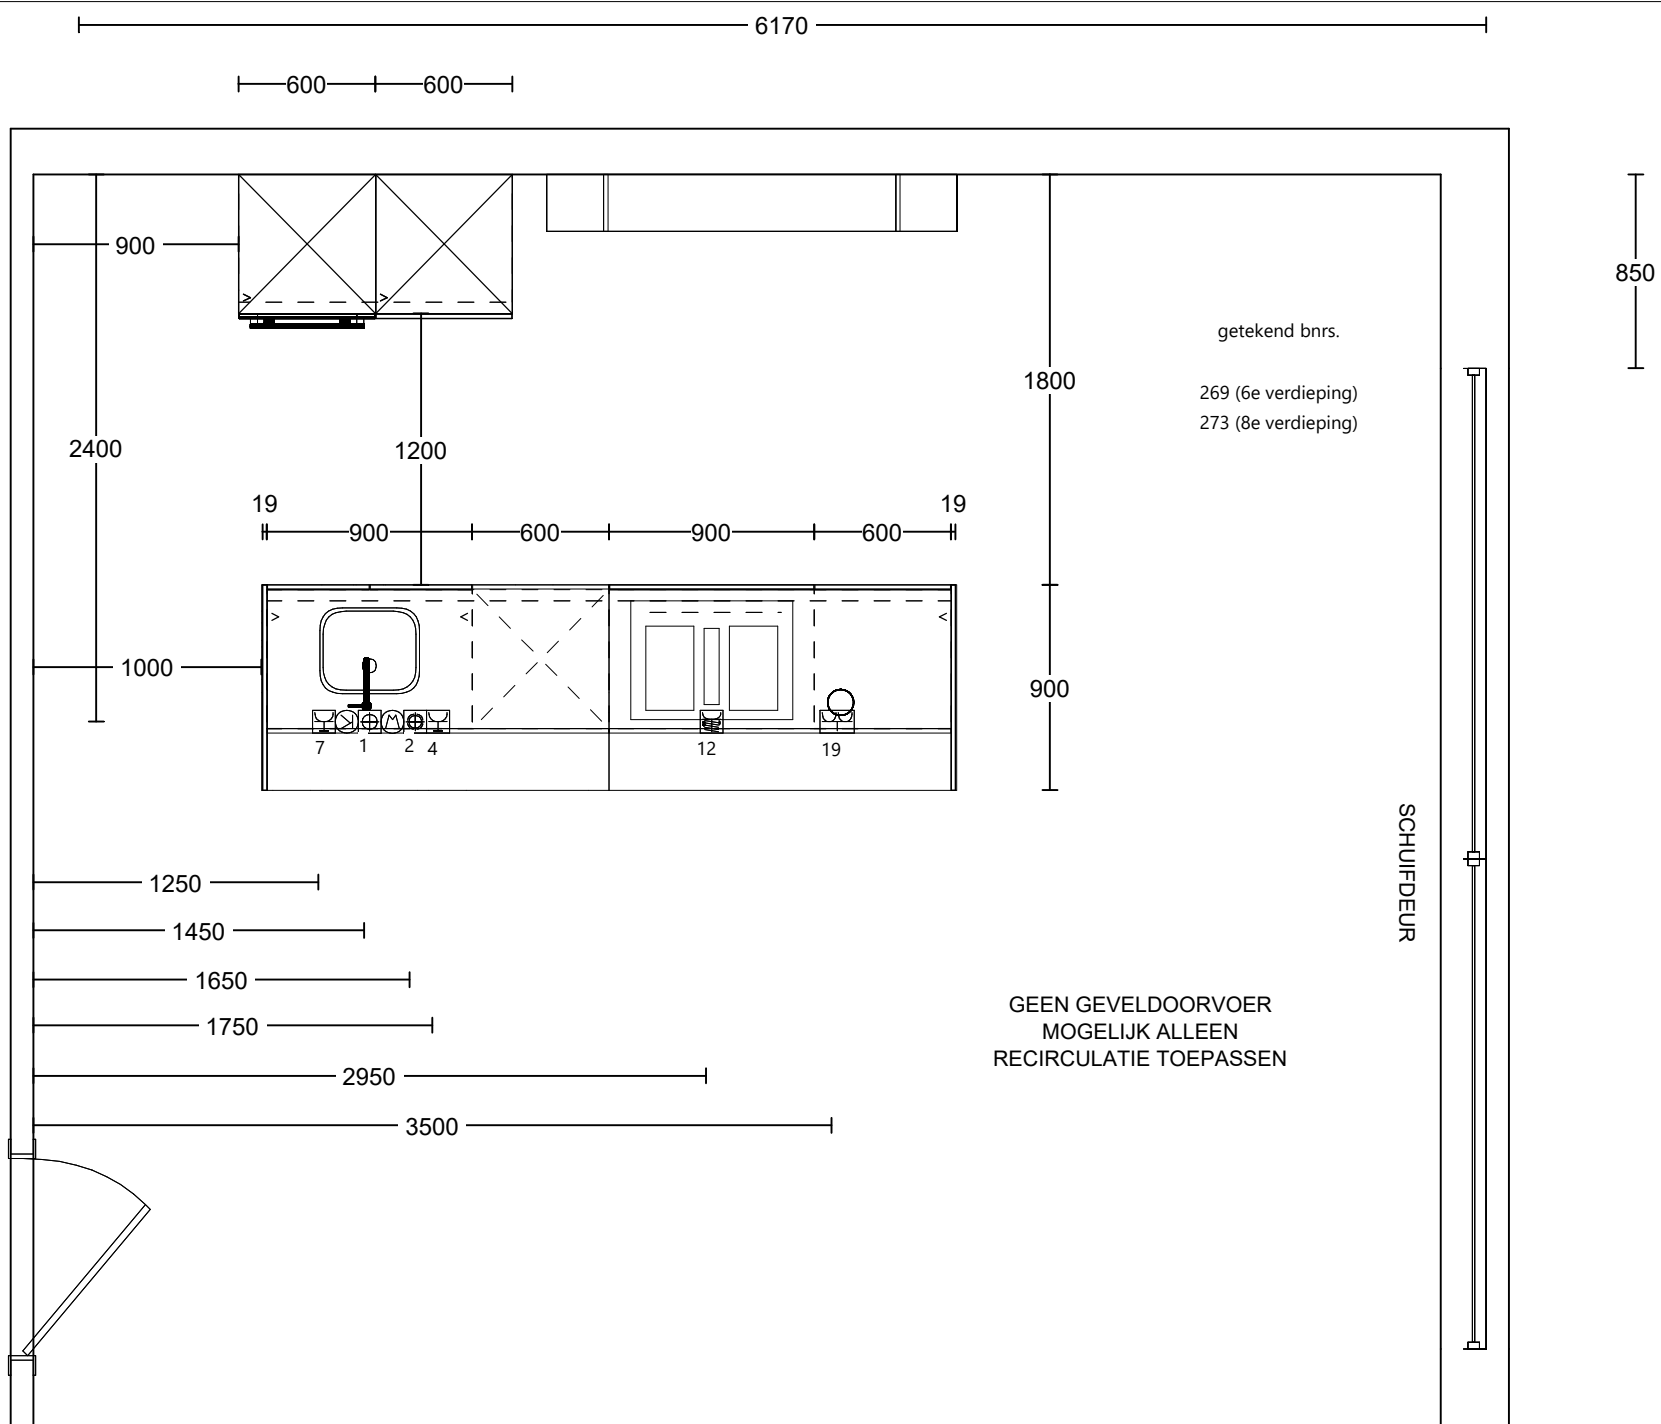 6170
600 600
900
850
getekend bnrs.
1800
269 (6e verdieping)
273 (8e verdieping)
2400
1200
19 19
900 600 900 600
1000
900
7 1 2 4 12 19
SCHUIFDEUR
1250
1450
1650
1750
2950
3500
GEEN GEVELDOORVOER
MOGELIJK ALLEEN
RECIRCULATIE TOEPASSEN